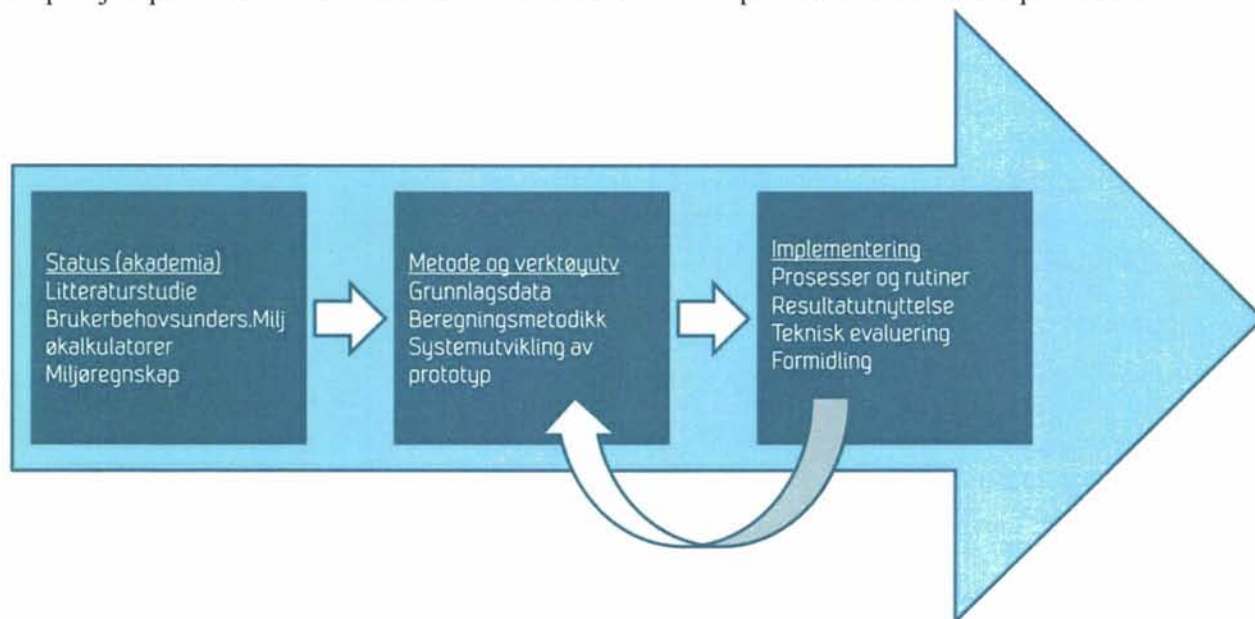 Status (akademia)
Litteraturstudie
Brukerbehovsunders.Milj
økalkulatorer
Miljøregnskap
Metode og verktøyutv
Grunnlagsdata
Beregningsmetodikk
Systemutvikling av
prototyp
Implementering
Prosesser og rutiner
Resultatutnyttelse
Teknisk evaluering
Formidling